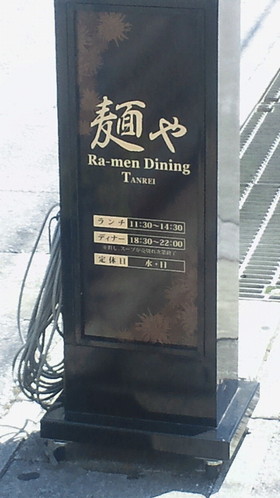 麺や
Ra-men Dining
TANREI
ランチ 11:30～14:30
ディナー 18:30～22:00
定休日 水・日